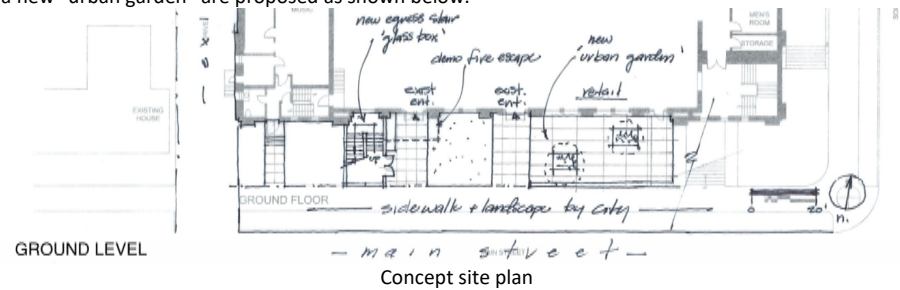 a new "urban garden" are proposed as shown below:
MUSIC
new egress stair
'glass box'
demo fire escape
new
'urban garden'
MEN'S
ROOM
STORAGE
exist
ent.
exist.
ent.
retail
EXISTING
HOUSE
up
GROUND FLOOR
sidewalk + landscape by city
0 20'
n.
GROUND LEVEL
- main street -
Concept site plan